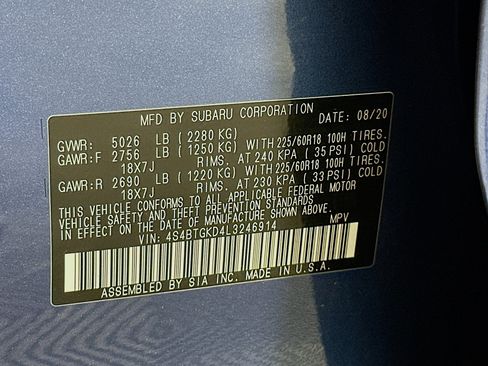 MFD BY SUBARU CORPORATION DATE: 08/20
GVWR: 5026 LB ( 2280 KG)
GAWR:F 2756 LB ( 1250 KG) WITH 225/60R18 100H TIRES.
18X7J RIMS. AT 240 KPA ( 35 PSI) COLD
GAWR:R 2690 LB ( 1220 KG) WITH 225/60R18 100H TIRES.
18X7J RIMS. AT 230 KPA ( 33 PSI) COLD
THIS VEHICLE CONFORMS TO ALL APPLICABLE FEDERAL MOTOR
VEHICLE SAFETY AND THEFT PREVENTION STANDARDS
IN EFFECT ON THE DATE OF MANUFACTURE SHOWN ABOVE.
VIN: 4S4BTGKD4L3246914 MPV
ASSEMBLED BY SIA INC. MADE IN U.S.A.